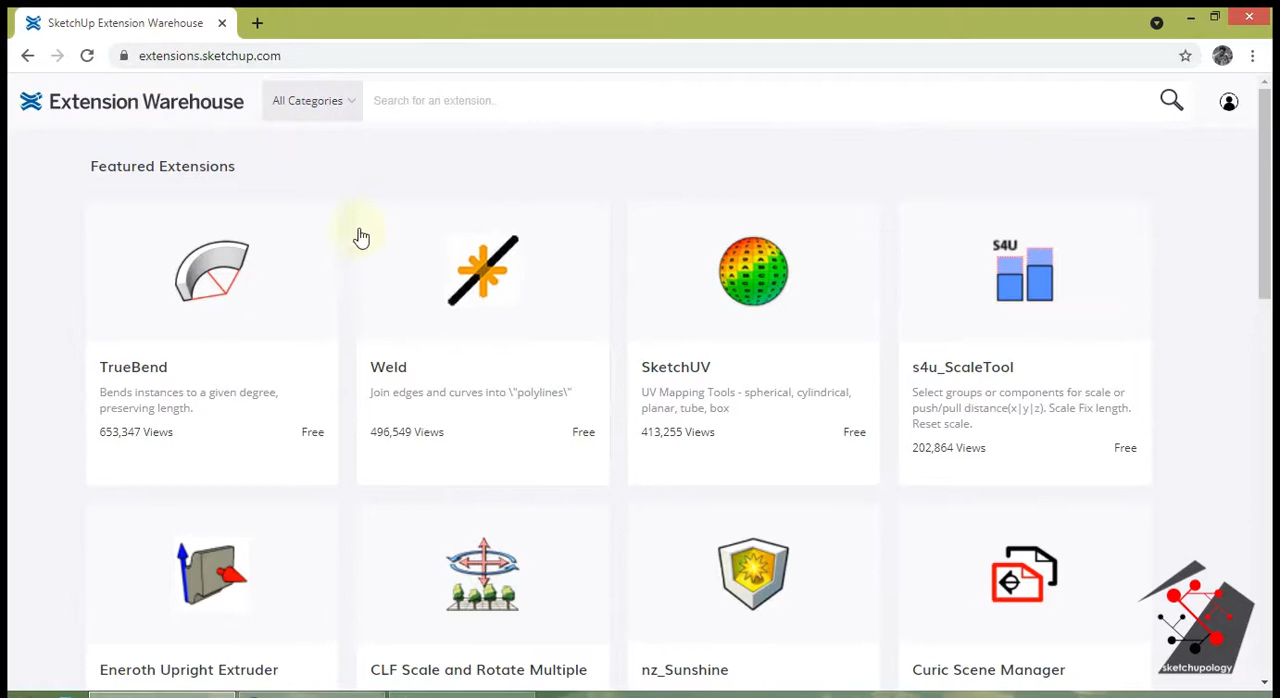 SketchUp Extension Warehouse
extensions.sketchup.com
Extension Warehouse
All Categories
Search for an extension..
Featured Extensions
TrueBend
Bends instances to a given degree,
preserving length.
653,347 Views
Free
Weld
Join edges and curves into \"polylines\"
496,549 Views
Free
SketchUV
UV Mapping Tools - spherical, cylindrical,
planar, tube, box
413,255 Views
Free
S4U
s4u_ScaleTool
Select groups or components for scale or
push/pull distance(x|y|z). Scale Fix length.
Reset scale.
202,864 Views
Free
Eneroth Upright Extruder
CLF Scale and Rotate Multiple
nz_Sunshine
Curic Scene Manager
sketchupology